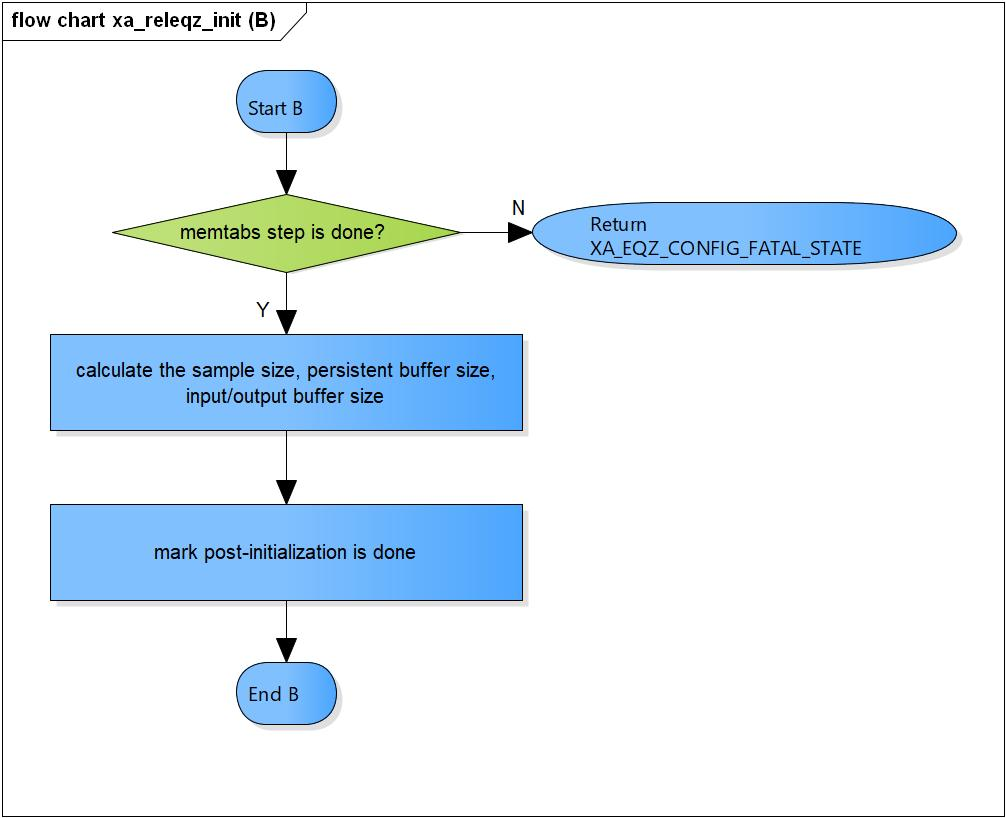 flow chart xa_releqz_init (B)
Start B
memtabs step is done?
N
Return
XA_EQZ_CONFIG_FATAL_STATE
Y
calculate the sample size, persistent buffer size,
input/output buffer size
mark post-initialization is done
End B